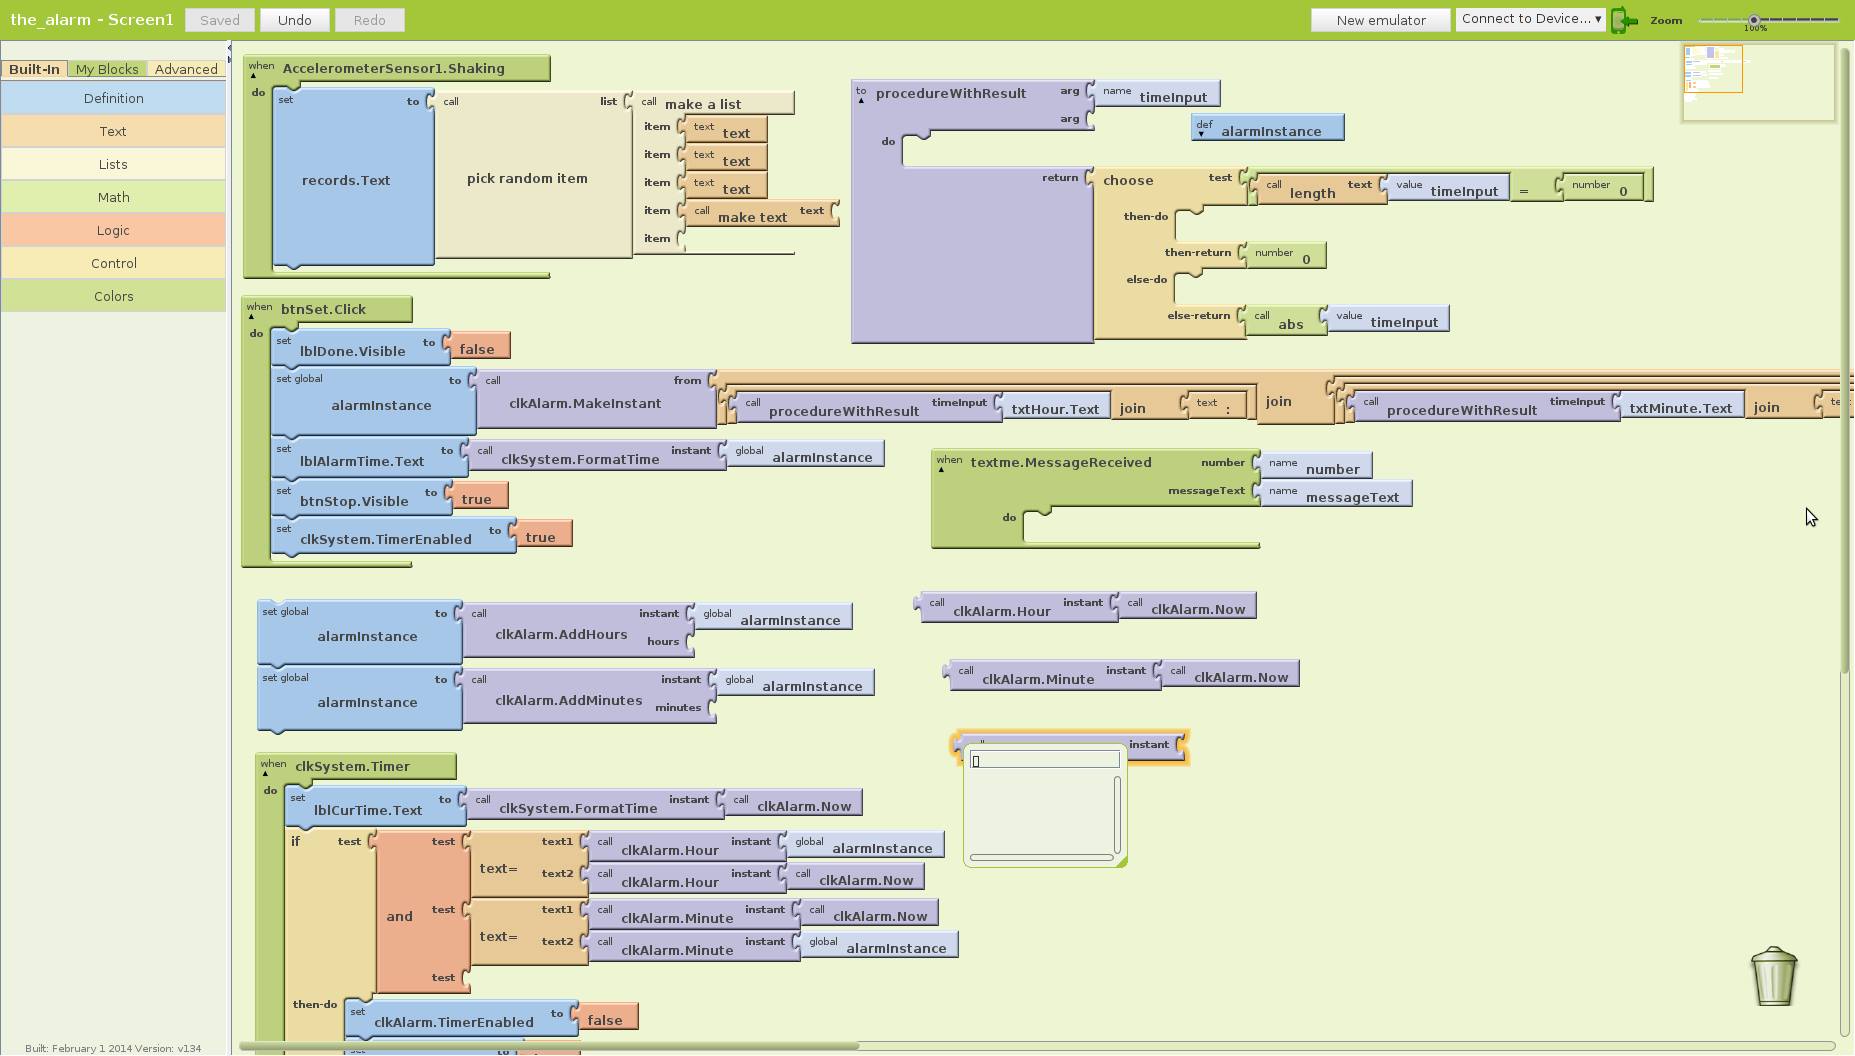 the_alarm - Screen1
Saved
Undo
Redo
New emulator
Connect to Device...
Zoom
100%
Built-In
My Blocks
Advanced
Definition
Text
Lists
Math
Logic
Control
Colors
when AccelerometerSensor1.Shaking
do
set records.Text to
call pick random item list
call make a list
item text text
item text text
item text text
item call make text text
item
to procedureWithResult arg name timeInput
arg
def alarmInstance
do
return choose test call length text value timeInput = number 0
then-do
then-return number 0
else-do
else-return call abs value timeInput
when btnSet.Click
do
set lblDone.Visible to false
set global alarmInstance to call clkAlarm.MakeInstant from call procedureWithResult timeInput txtHour.Text join text : join call procedureWithResult timeInput txtMinute.Text join
set lblAlarmTime.Text to call clkSystem.FormatTime instant global alarmInstance
set btnStop.Visible to true
set clkSystem.TimerEnabled to true
when textme.MessageReceived number name number
messageText name messageText
do
set global alarmInstance to call clkAlarm.AddHours instant global alarmInstance
hours
set global alarmInstance to call clkAlarm.AddMinutes instant global alarmInstance
minutes
call clkAlarm.Hour instant call clkAlarm.Now
call clkAlarm.Minute instant call clkAlarm.Now
instant
when clkSystem.Timer
do
set lblCurTime.Text to call clkSystem.FormatTime instant call clkAlarm.Now
if test and test text= text1 call clkAlarm.Hour instant global alarmInstance
text2 call clkAlarm.Hour instant call clkAlarm.Now
test text= text1 call clkAlarm.Minute instant call clkAlarm.Now
text2 call clkAlarm.Minute instant global alarmInstance
test
then-do
set clkAlarm.TimerEnabled to false
Built: February 1 2014 Version: v134